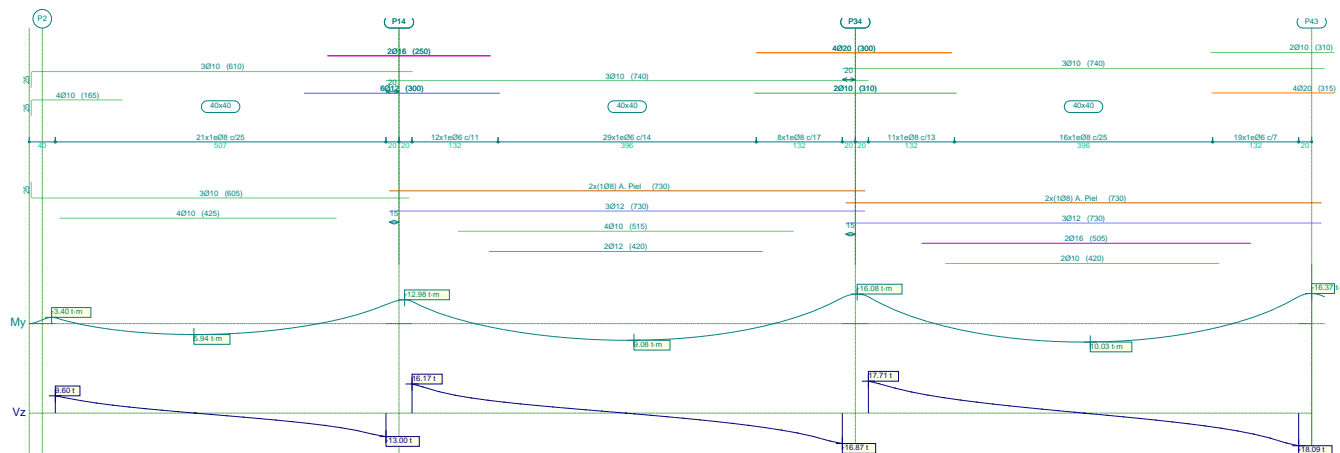 P2 P14 P34 P43
2Ø16 (250) 4Ø20 (300) 2Ø10 (310)
3Ø10 (610) 20 3Ø10 (740)
25 20 3Ø10 (740)
4Ø10 (165) 6Ø12 (300) 2Ø10 (310) 4Ø20 (315)
25 40x40 40x40 40x40
21x1eØ8 c/25 12x1eØ6 c/11 29x1eØ6 c/14 8x1eØ8 c/17 11x1eØ8 c/13 16x1eØ8 c/25 19x1eØ6 c/7
40 507 20 20 132 396 132 20 20 132 396 132 20
25 2x(1Ø8) A. Piel (730)
3Ø10 (605) 2x(1Ø8) A. Piel (730)
4Ø10 (425) 15 3Ø12 (730) 3Ø12 (730)
4Ø10 (515) 15
2Ø12 (420) 2Ø16 (505)
2Ø10 (420)
-12.98 t·m -16.08 t·m -16.37 t·
-3.40 t·m
My
5.94 t·m 9.08 t·m 10.03 t·m
9.60 t 16.17 t 17.71 t
Vz
-13.00 t -16.87 t -18.09 t